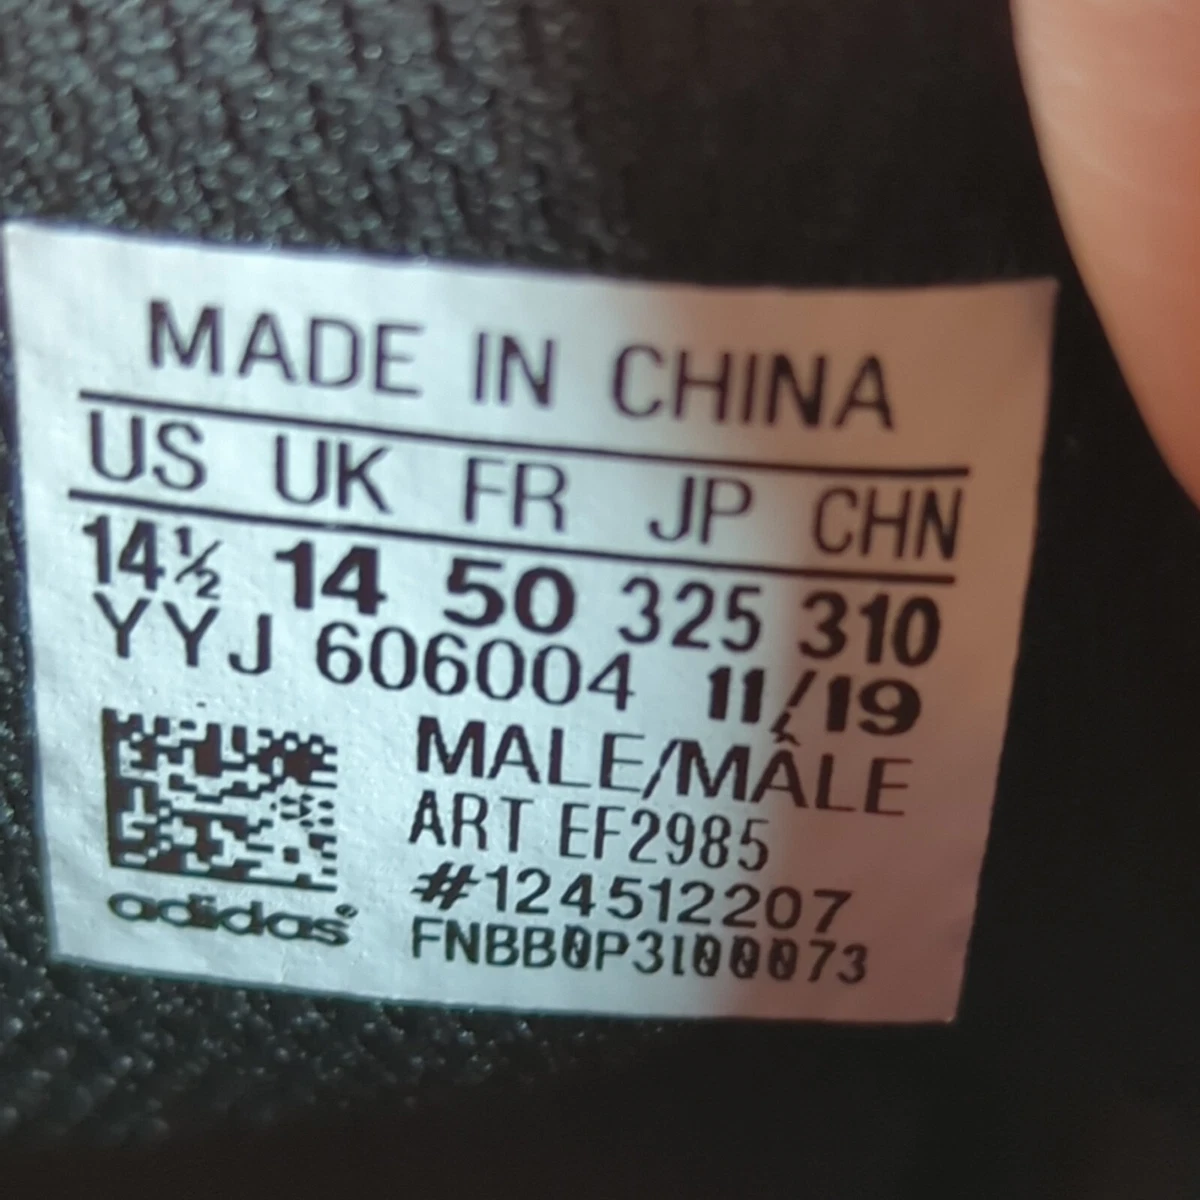 MADE IN CHINA
US UK FR JP CHN
14½ 14 50 325 310
YYJ 606004 11/19
MALE/MÂLE
ART EF2985
#124512207
adidas®
FNBB0P3100073